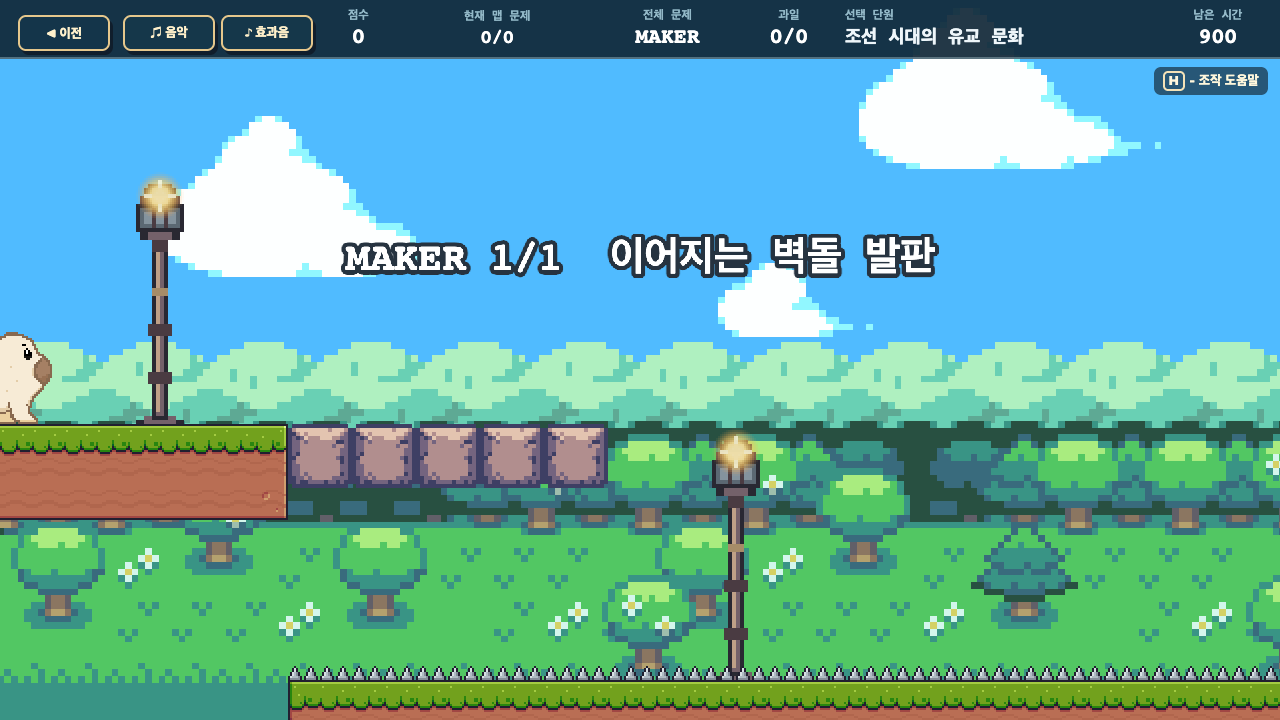 ◀ 이전
♫ 음악
♪ 효과음
점수
0
현재 맵 문제
0/0
전체 문제
MAKER
과일
0/0
선택 단원
조선 시대의 유교 문화
남은 시간
900
H - 조작 도움말
MAKER 1/1 이어지는 벽돌 발판